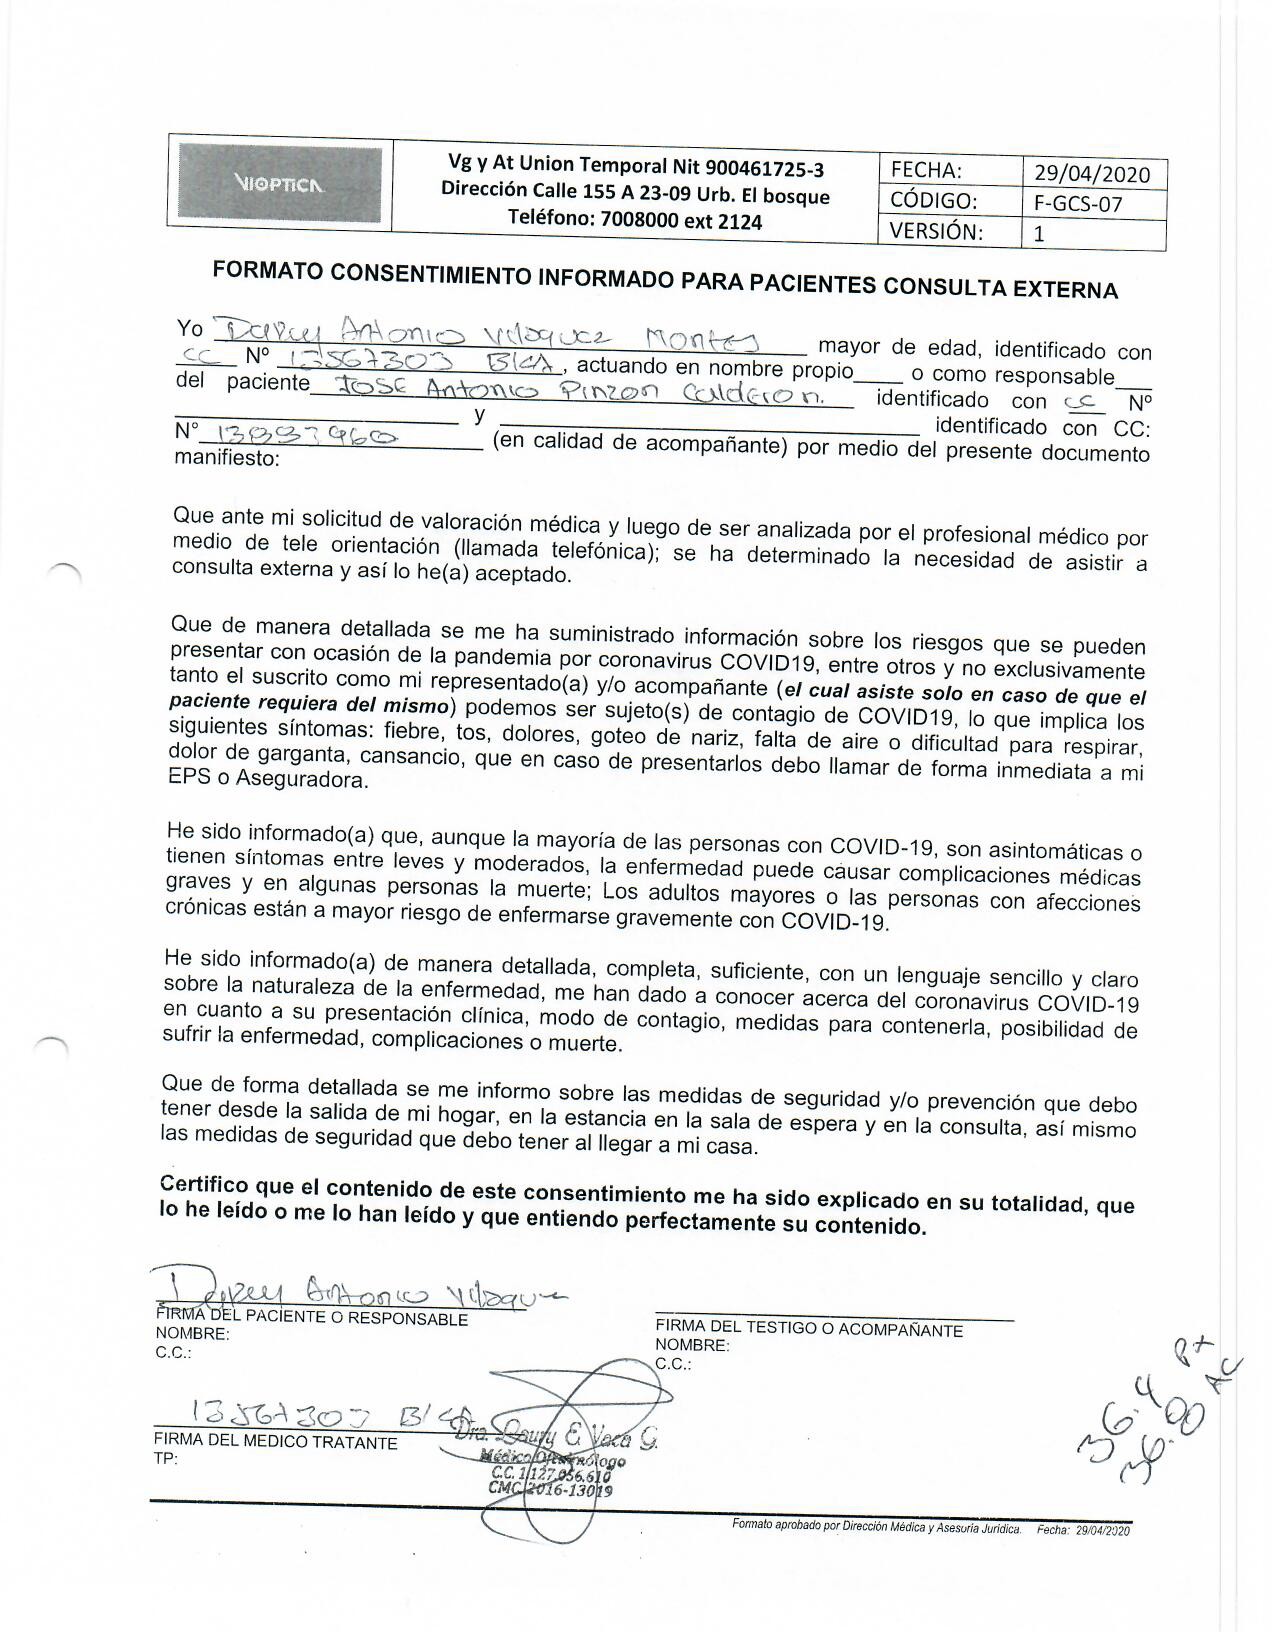 VIOPTICA
Vg y At Union Temporal Nit 900461725-3
Dirección Calle 155 A 23-09 Urb. El bosque
Teléfono: 7008000 ext 2124
FECHA: 29/04/2020
CÓDIGO: F-GCS-07
VERSIÓN: 1
FORMATO CONSENTIMIENTO INFORMADO PARA PACIENTES CONSULTA EXTERNA
Yo Darcy Antonio Velasquez Montes mayor de edad, identificado con
CC Nº 13567303 B/CA, actuando en nombre propio____ o como responsable___
del paciente Jose Antonio Pinzon Calderon. identificado con cc Nº
____ y ____ identificado con CC:
N° 13837960 (en calidad de acompañante) por medio del presente documento
manifiesto:
Que ante mi solicitud de valoración médica y luego de ser analizada por el profesional médico por
medio de tele orientación (llamada telefónica); se ha determinado la necesidad de asistir a
consulta externa y así lo he(a) aceptado.
Que de manera detallada se me ha suministrado información sobre los riesgos que se pueden
presentar con ocasión de la pandemia por coronavirus COVID19, entre otros y no exclusivamente
tanto el suscrito como mi representado(a) y/o acompañante (el cual asiste solo en caso de que el
paciente requiera del mismo) podemos ser sujeto(s) de contagio de COVID19, lo que implica los
siguientes síntomas: fiebre, tos, dolores, goteo de nariz, falta de aire o dificultad para respirar,
dolor de garganta, cansancio, que en caso de presentarlos debo llamar de forma inmediata a mi
EPS o Aseguradora.
He sido informado(a) que, aunque la mayoría de las personas con COVID-19, son asintomáticas o
tienen síntomas entre leves y moderados, la enfermedad puede causar complicaciones médicas
graves y en algunas personas la muerte; Los adultos mayores o las personas con afecciones
crónicas están a mayor riesgo de enfermarse gravemente con COVID-19.
He sido informado(a) de manera detallada, completa, suficiente, con un lenguaje sencillo y claro
sobre la naturaleza de la enfermedad, me han dado a conocer acerca del coronavirus COVID-19
en cuanto a su presentación clínica, modo de contagio, medidas para contenerla, posibilidad de
sufrir la enfermedad, complicaciones o muerte.
Que de forma detallada se me informo sobre las medidas de seguridad y/o prevención que debo
tener desde la salida de mi hogar, en la estancia en la sala de espera y en la consulta, así mismo
las medidas de seguridad que debo tener al llegar a mi casa.
Certifico que el contenido de este consentimiento me ha sido explicado en su totalidad, que
lo he leído o me lo han leído y que entiendo perfectamente su contenido.
Darcy Antonio Velasque
FIRMA DEL PACIENTE O RESPONSABLE
NOMBRE:
C.C.:
FIRMA DEL TESTIGO O ACOMPAÑANTE
NOMBRE:
C.C.:
13567303 B/CA
FIRMA DEL MEDICO TRATANTE
TP:
Dra. E. Vaca G.
Médico Oftalmólogo
C.C. 1.127.056.610
CMC 2016-13019
36.4 P+
36.00 AC
Formato aprobado por Dirección Médica y Asesoría Jurídica. Fecha: 29/04/2020